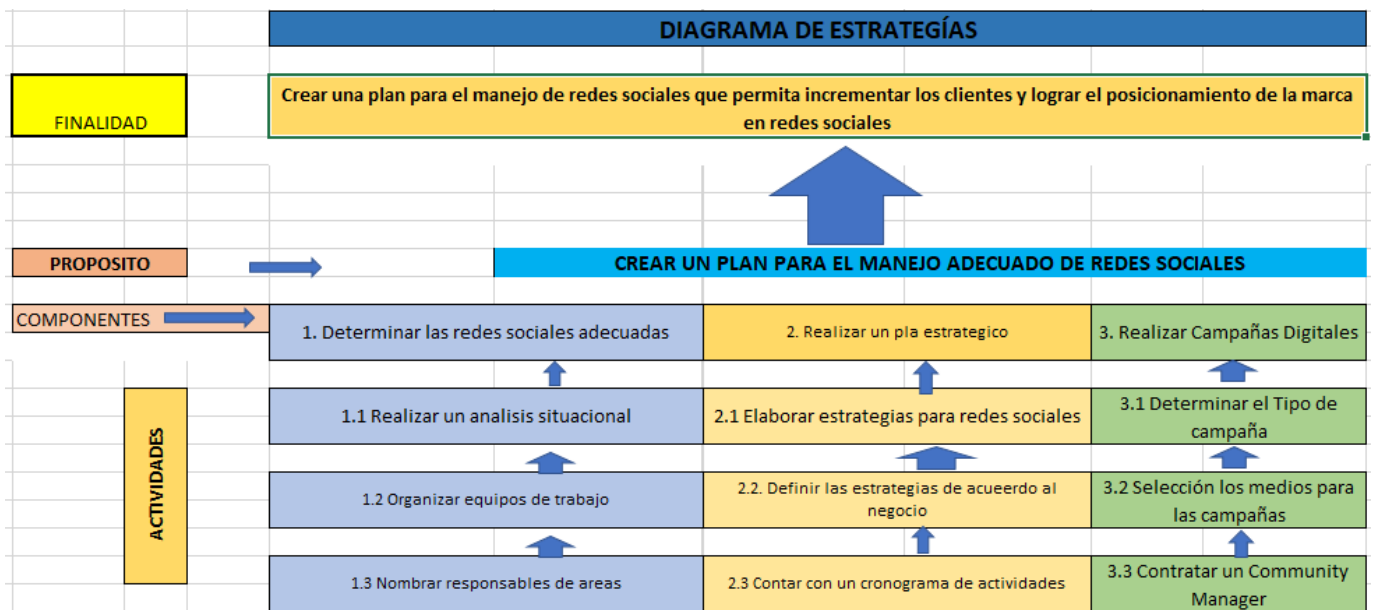 DIAGRAMA DE ESTRATEGÍAS
FINALIDAD
Crear una plan para el manejo de redes sociales que permita incrementar los clientes y lograr el posicionamiento de la marca
en redes sociales
PROPOSITO
CREAR UN PLAN PARA EL MANEJO ADECUADO DE REDES SOCIALES
COMPONENTES
1. Determinar las redes sociales adecuadas
2. Realizar un pla estrategico
3. Realizar Campañas Digitales
ACTIVIDADES
1.1 Realizar un analisis situacional
2.1 Elaborar estrategias para redes sociales
3.1 Determinar el Tipo de
campaña
1.2 Organizar equipos de trabajo
2.2. Definir las estrategias de acueerdo al
negocio
3.2 Selección los medios para
las campañas
1.3 Nombrar responsables de areas
2.3 Contar con un cronograma de actividades
3.3 Contratar un Community
Manager